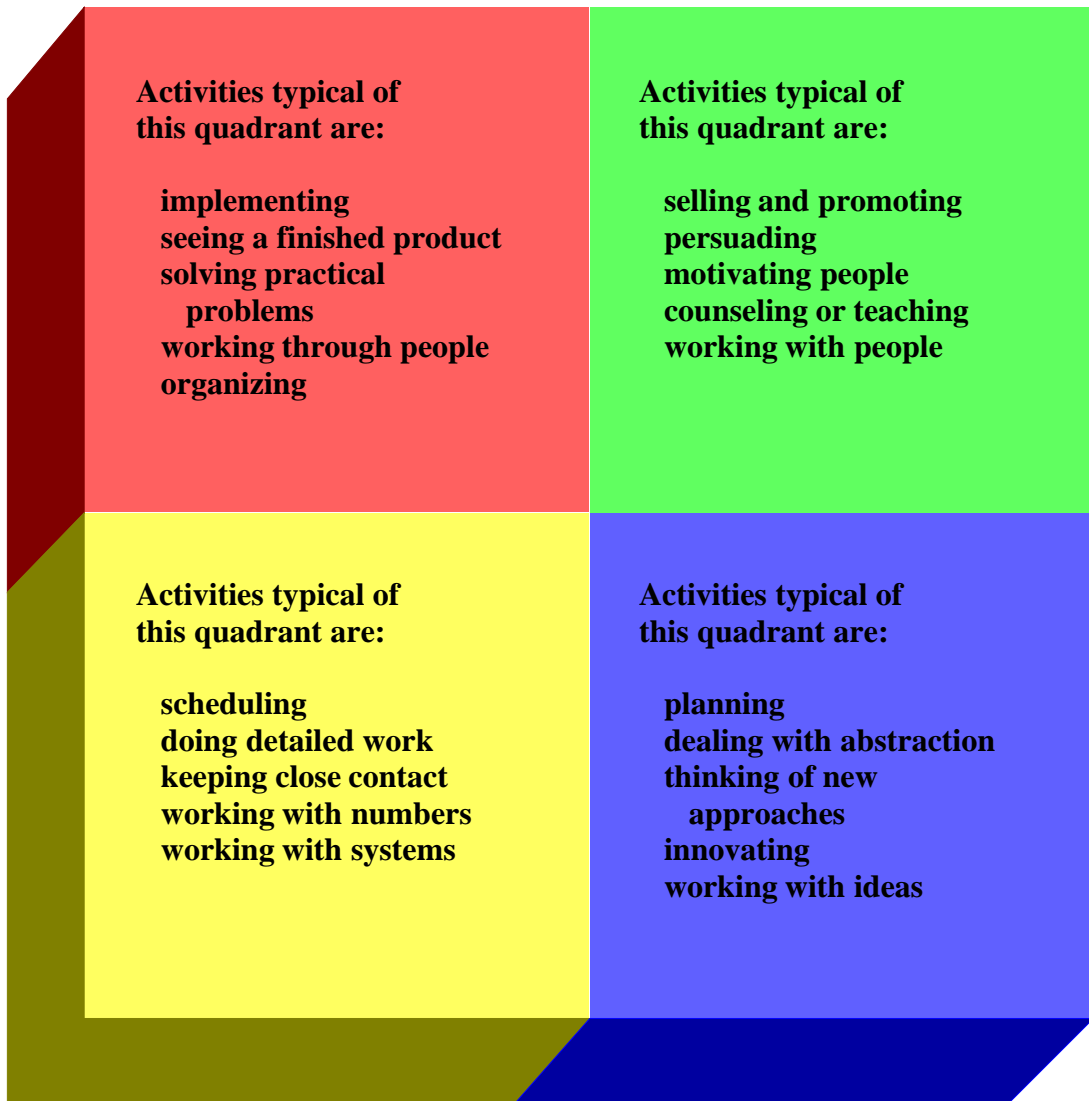 Activities typical of
this quadrant are:
implementing
seeing a finished product
solving practical
problems
working through people
organizing
Activities typical of
this quadrant are:
selling and promoting
persuading
motivating people
counseling or teaching
working with people
Activities typical of
this quadrant are:
scheduling
doing detailed work
keeping close contact
working with numbers
working with systems
Activities typical of
this quadrant are:
planning
dealing with abstraction
thinking of new
approaches
innovating
working with ideas